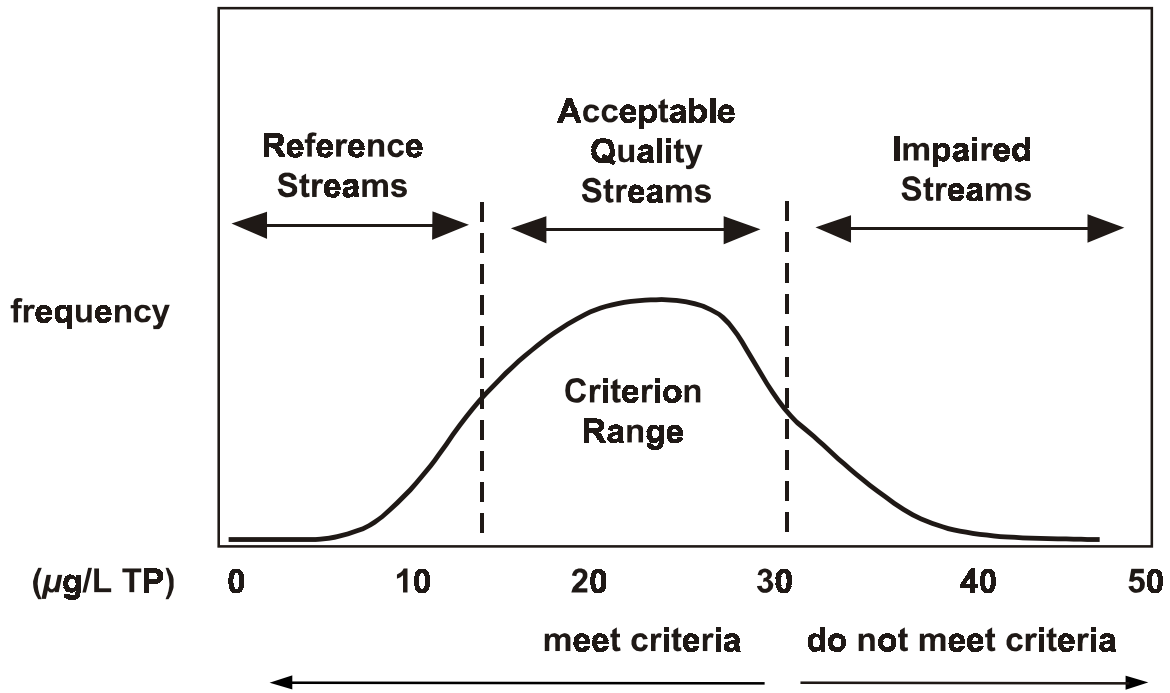 Reference
Streams
Acceptable
Quality
Streams
Impaired
Streams
frequency
Criterion
Range
(µg/L TP) 0 10 20 30 40 50
meet criteria do not meet criteria